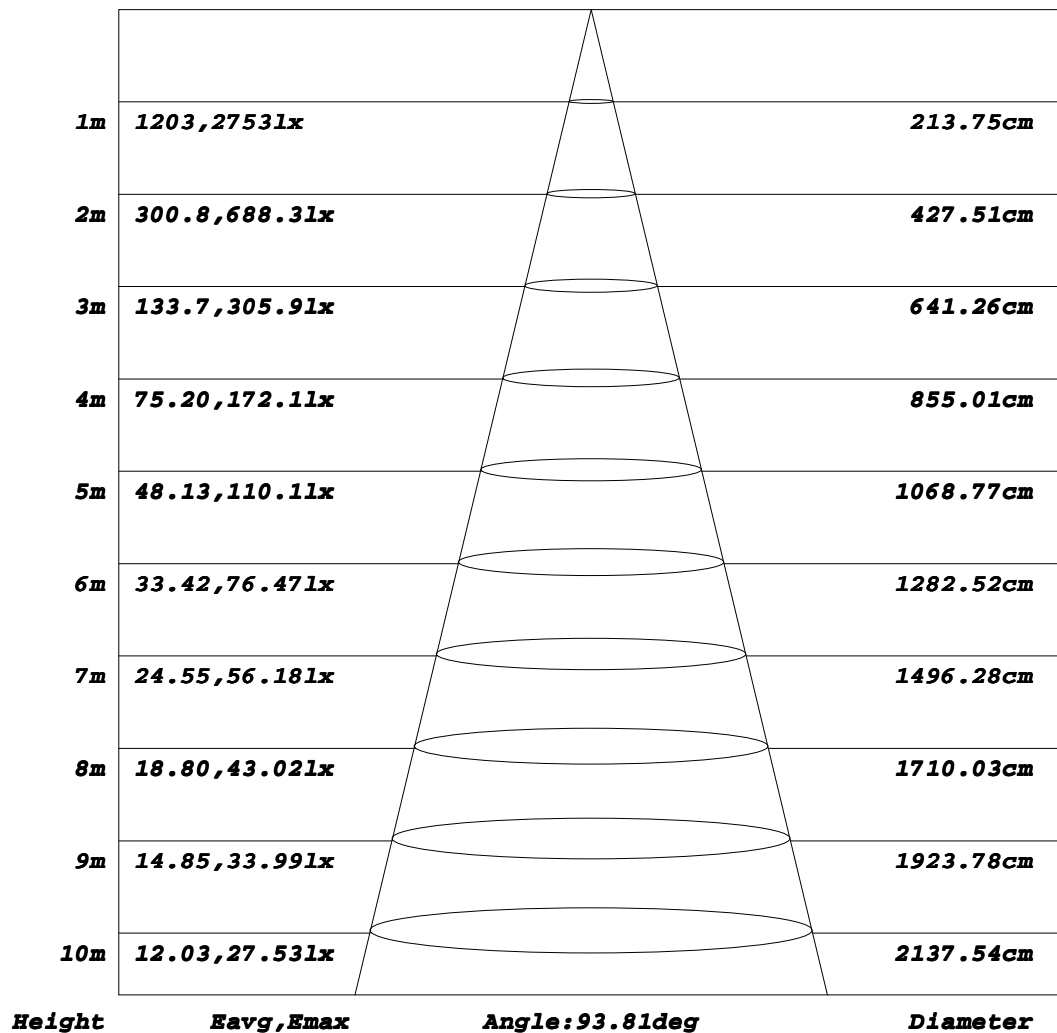 1m 1203,2753lx 213.75cm
2m 300.8,688.3lx 427.51cm
3m 133.7,305.9lx 641.26cm
4m 75.20,172.1lx 855.01cm
5m 48.13,110.1lx 1068.77cm
6m 33.42,76.47lx 1282.52cm
7m 24.55,56.18lx 1496.28cm
8m 18.80,43.02lx 1710.03cm
9m 14.85,33.99lx 1923.78cm
10m 12.03,27.53lx 2137.54cm
Height Eavg,Emax Angle:93.81deg Diameter